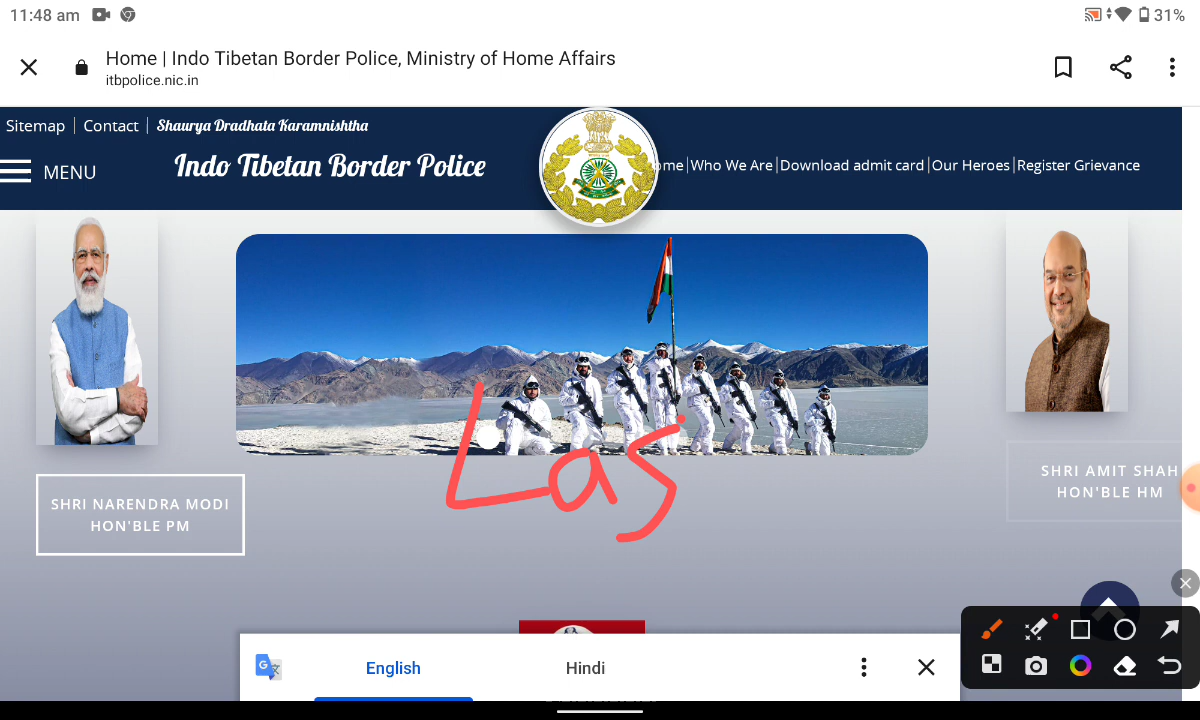 11:48 am
31%
Home | Indo Tibetan Border Police, Ministry of Home Affairs
itbpolice.nic.in
Sitemap | Contact | Shaurya Dradhata Karamnishtha
MENU
Indo Tibetan Border Police
ome | Who We Are | Download admit card | Our Heroes | Register Grievance
Las
SHRI NARENDRA MODI
HON'BLE PM
SHRI AMIT SHAH
HON'BLE HM
English
Hindi